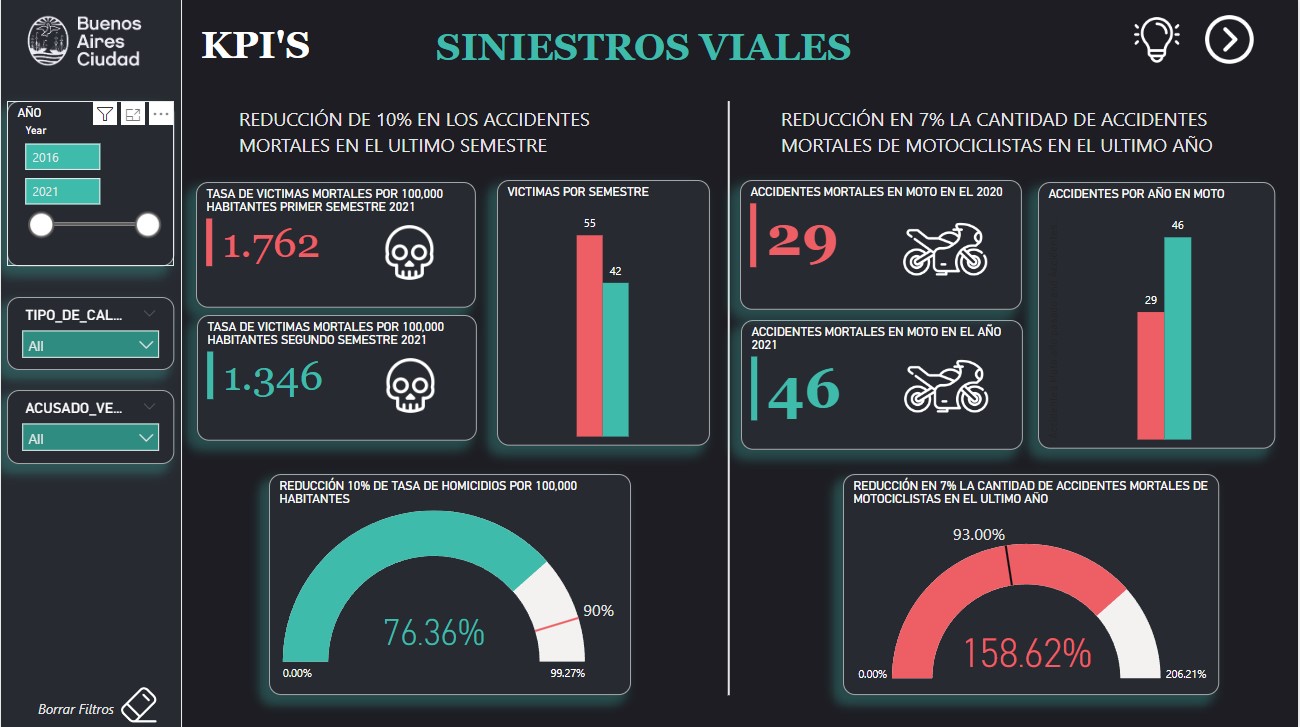 Buenos
Aires
Ciudad
KPI'S
SINIESTROS VIALES
AÑO
Year
2016
2021
TIPO_DE_CAL...
All
ACUSADO_VE...
All
Borrar Filtros
REDUCCIÓN DE 10% EN LOS ACCIDENTES
MORTALES EN EL ULTIMO SEMESTRE
TASA DE VICTIMAS MORTALES POR 100,000
HABITANTES PRIMER SEMESTRE 2021
1.762
TASA DE VICTIMAS MORTALES POR 100,000
HABITANTES SEGUNDO SEMESTRE 2021
1.346
VICTIMAS POR SEMESTRE
55
42
REDUCCIÓN 10% DE TASA DE HOMICIDIOS POR 100,000
HABITANTES
90%
76.36%
0.00%
99.27%
REDUCCIÓN EN 7% LA CANTIDAD DE ACCIDENTES
MORTALES DE MOTOCICLISTAS EN EL ULTIMO AÑO
ACCIDENTES MORTALES EN MOTO EN EL 2020
29
ACCIDENTES MORTALES EN MOTO EN EL AÑO
2021
46
ACCIDENTES POR AÑO EN MOTO
46
29
REDUCCIÓN EN 7% LA CANTIDAD DE ACCIDENTES MORTALES DE
MOTOCICLISTAS EN EL ULTIMO AÑO
93.00%
158.62%
0.00%
206.21%